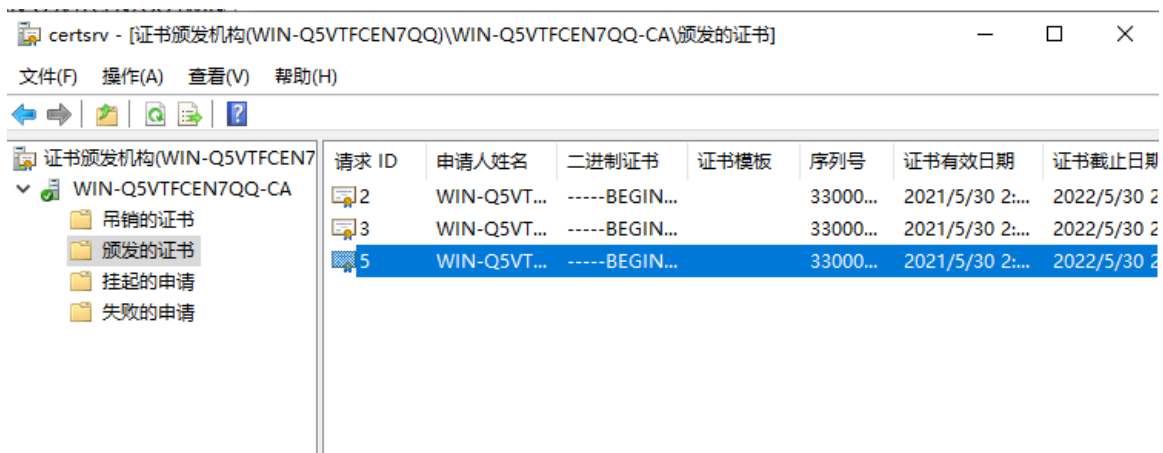 certsrv - [证书颁发机构(WIN-Q5VTFCEN7QQ)\WIN-Q5VTFCEN7QQ-CA\颁发的证书]
文件(F) 操作(A) 查看(V) 帮助(H)
证书颁发机构(WIN-Q5VTFCEN7
WIN-Q5VTFCEN7QQ-CA
吊销的证书
颁发的证书
挂起的申请
失败的申请
请求 ID 申请人姓名 二进制证书 证书模板 序列号 证书有效日期 证书截止日期
2 WIN-Q5VT... -----BEGIN... 33000... 2021/5/30 2:... 2022/5/30 2
3 WIN-Q5VT... -----BEGIN... 33000... 2021/5/30 2:... 2022/5/30 2
5 WIN-Q5VT... -----BEGIN... 33000... 2021/5/30 2:... 2022/5/30 2